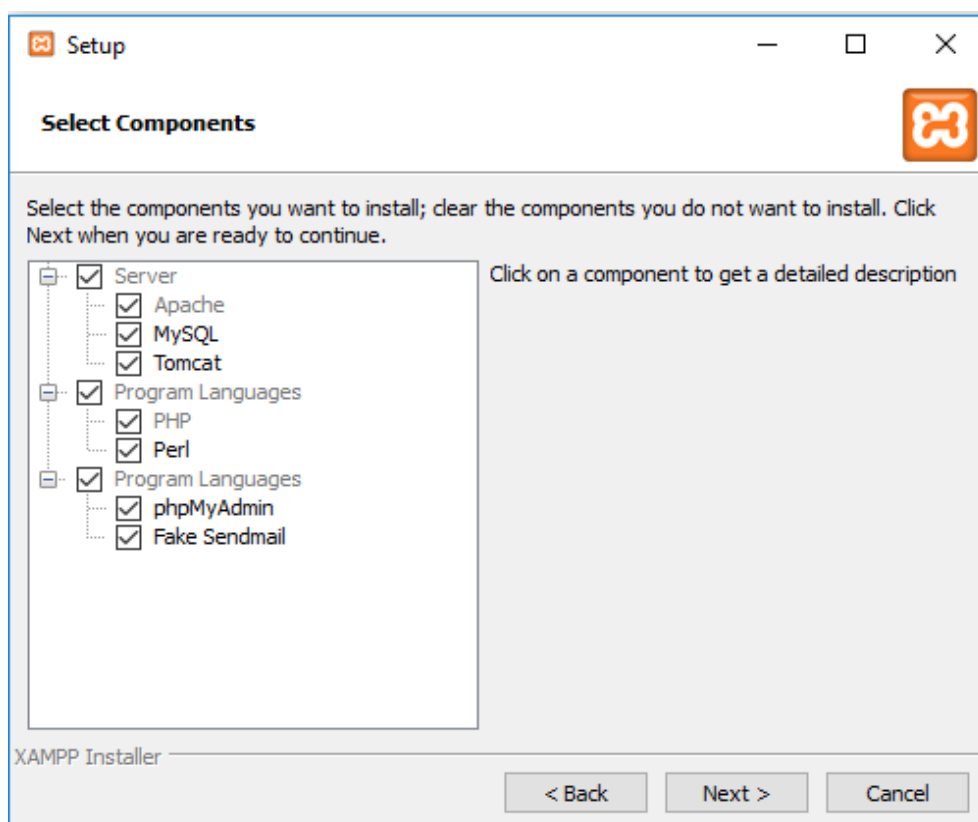 Setup
Select Components
Select the components you want to install; clear the components you do not want to install. Click
Next when you are ready to continue.
Server
Apache
MySQL
Tomcat
Program Languages
PHP
Perl
Program Languages
phpMyAdmin
Fake Sendmail
Click on a component to get a detailed description
XAMPP Installer
< Back
Next >
Cancel